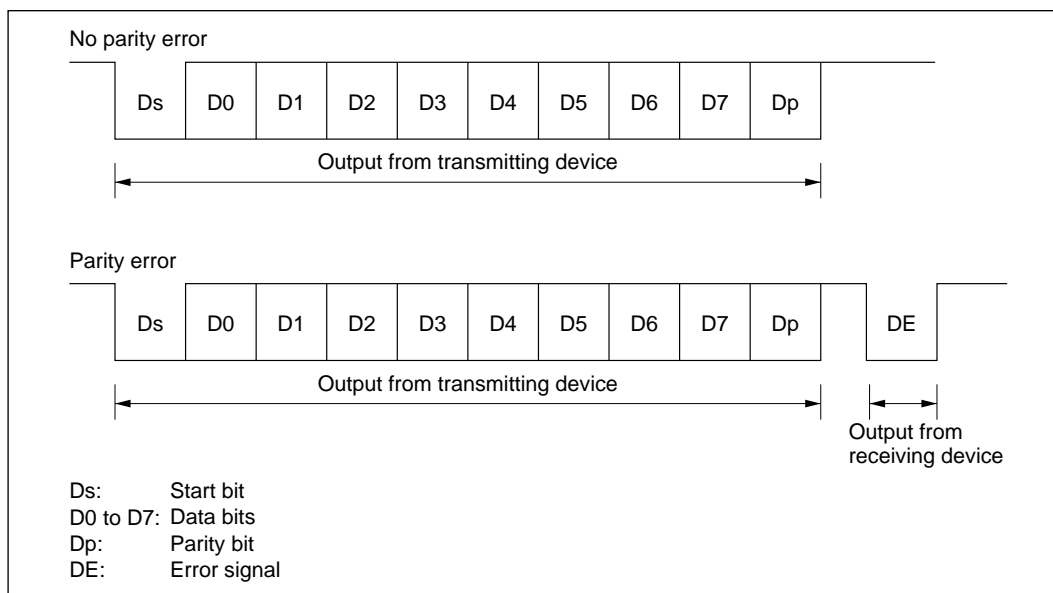 No parity error
Ds D0 D1 D2 D3 D4 D5 D6 D7 Dp
Output from transmitting device
Parity error
Ds D0 D1 D2 D3 D4 D5 D6 D7 Dp DE
Output from transmitting device
Output from
receiving device
Ds: Start bit
D0 to D7: Data bits
Dp: Parity bit
DE: Error signal